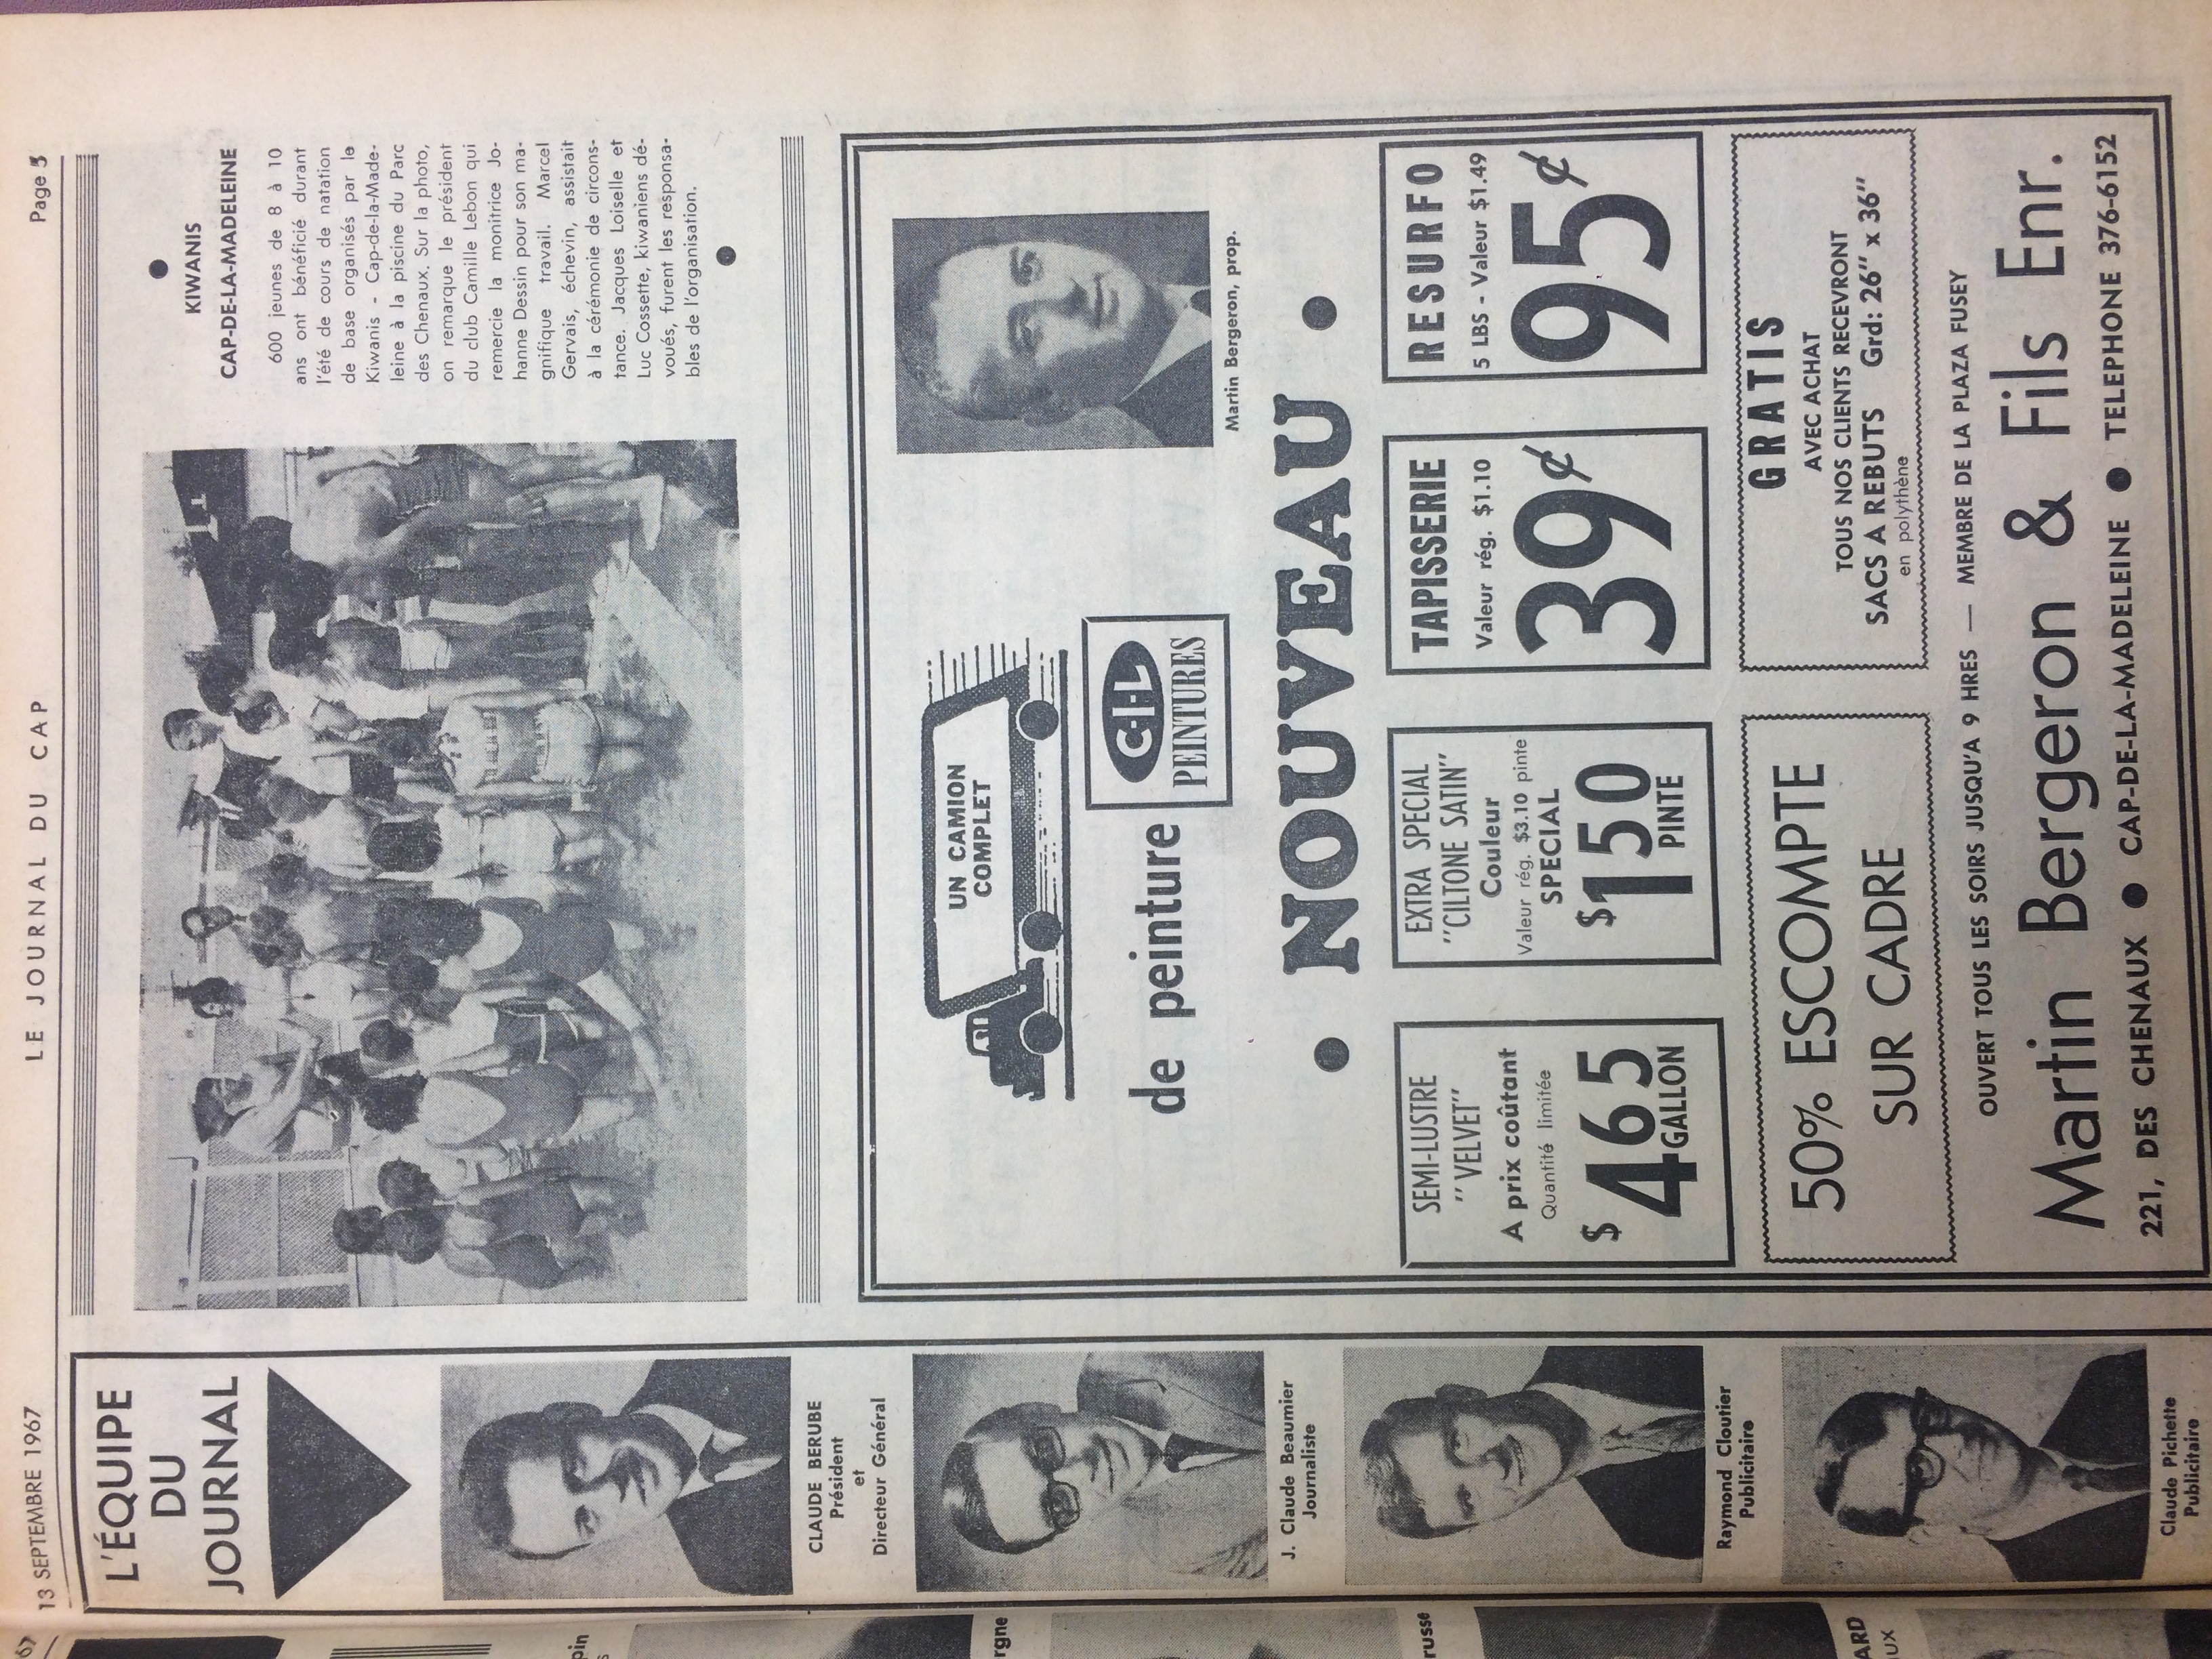 13 SEPTEMBRE 1967
LE JOURNAL DU CAP
Page 5
L'ÉQUIPE
DU
JOURNAL
CLAUDE BERUBE
Président
et
Directeur Général
J. Claude Beaumier
Journaliste
Raymond Cloutier
Publicitaire
Claude Pichette
Publicitaire
KIWANIS
CAP-DE-LA-MADELEINE
600 jeunes de 8 à 10
ans ont bénéficié durant
l'été de cours de natation
de base organisés par le
Kiwanis - Cap-de-la-Made-
leine à la piscine du Parc
des Chenaux. Sur la photo,
on remarque le président
du club Camille Lebon qui
remercie la monitrice Jo-
hanne Dessin pour son ma-
gnifique travail. Marcel
Gervais, échevin, assistait
à la cérémonie de circons-
tance. Jacques Loiselle et
Luc Cossette, kiwaniens dé-
voués, furent les responsa-
bles de l'organisation.
UN CAMION
COMPLET
de peinture
C-I-L
PEINTURES
Martin Bergeron, prop.
• NOUVEAU •
SEMI-LUSTRE
"VELVET"
A prix coûtant
Quantité limitée
$465
GALLON
EXTRA SPECIAL
"CILTONE SATIN"
Couleur
Valeur rég. $3.10 pinte
SPECIAL
$150
PINTE
TAPISSERIE
Valeur rég. $1.10
39¢
RESURFO
5 LBS - Valeur $1.49
95¢
50% ESCOMPTE
SUR CADRE
GRATIS
AVEC ACHAT
TOUS NOS CLIENTS RECEVRONT
SACS A REBUTS Grd: 26" x 36"
en polythène
OUVERT TOUS LES SOIRS JUSQU'A 9 HRES — MEMBRE DE LA PLAZA FUSEY
Martin Bergeron & Fils Enr.
221, DES CHENAUX • CAP-DE-LA-MADELEINE • TELEPHONE 376-6152